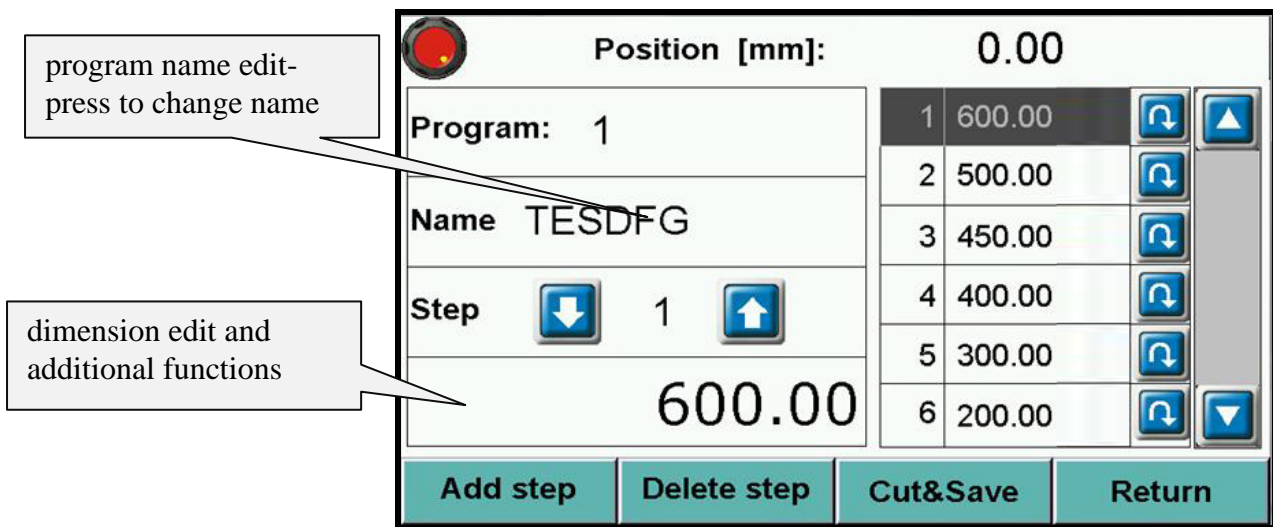 Position [mm]: 0.00
program name edit-
press to change name
Program: 1
Name TESDFG
Step 1
dimension edit and
additional functions
600.00
1 600.00
2 500.00
3 450.00
4 400.00
5 300.00
6 200.00
Add step Delete step Cut&Save Return